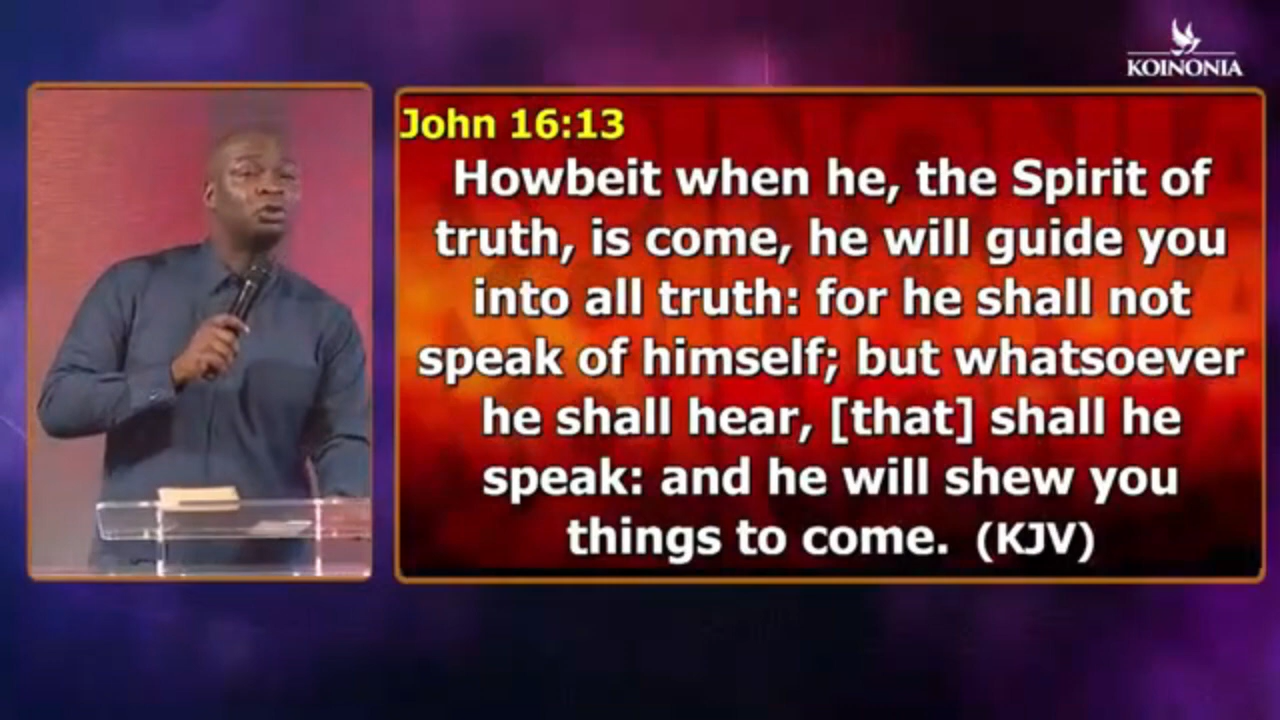 KOINONIA
John 16:13
Howbeit when he, the Spirit of
truth, is come, he will guide you
into all truth: for he shall not
speak of himself; but whatsoever
he shall hear, [that] shall he
speak: and he will shew you
things to come. (KJV)